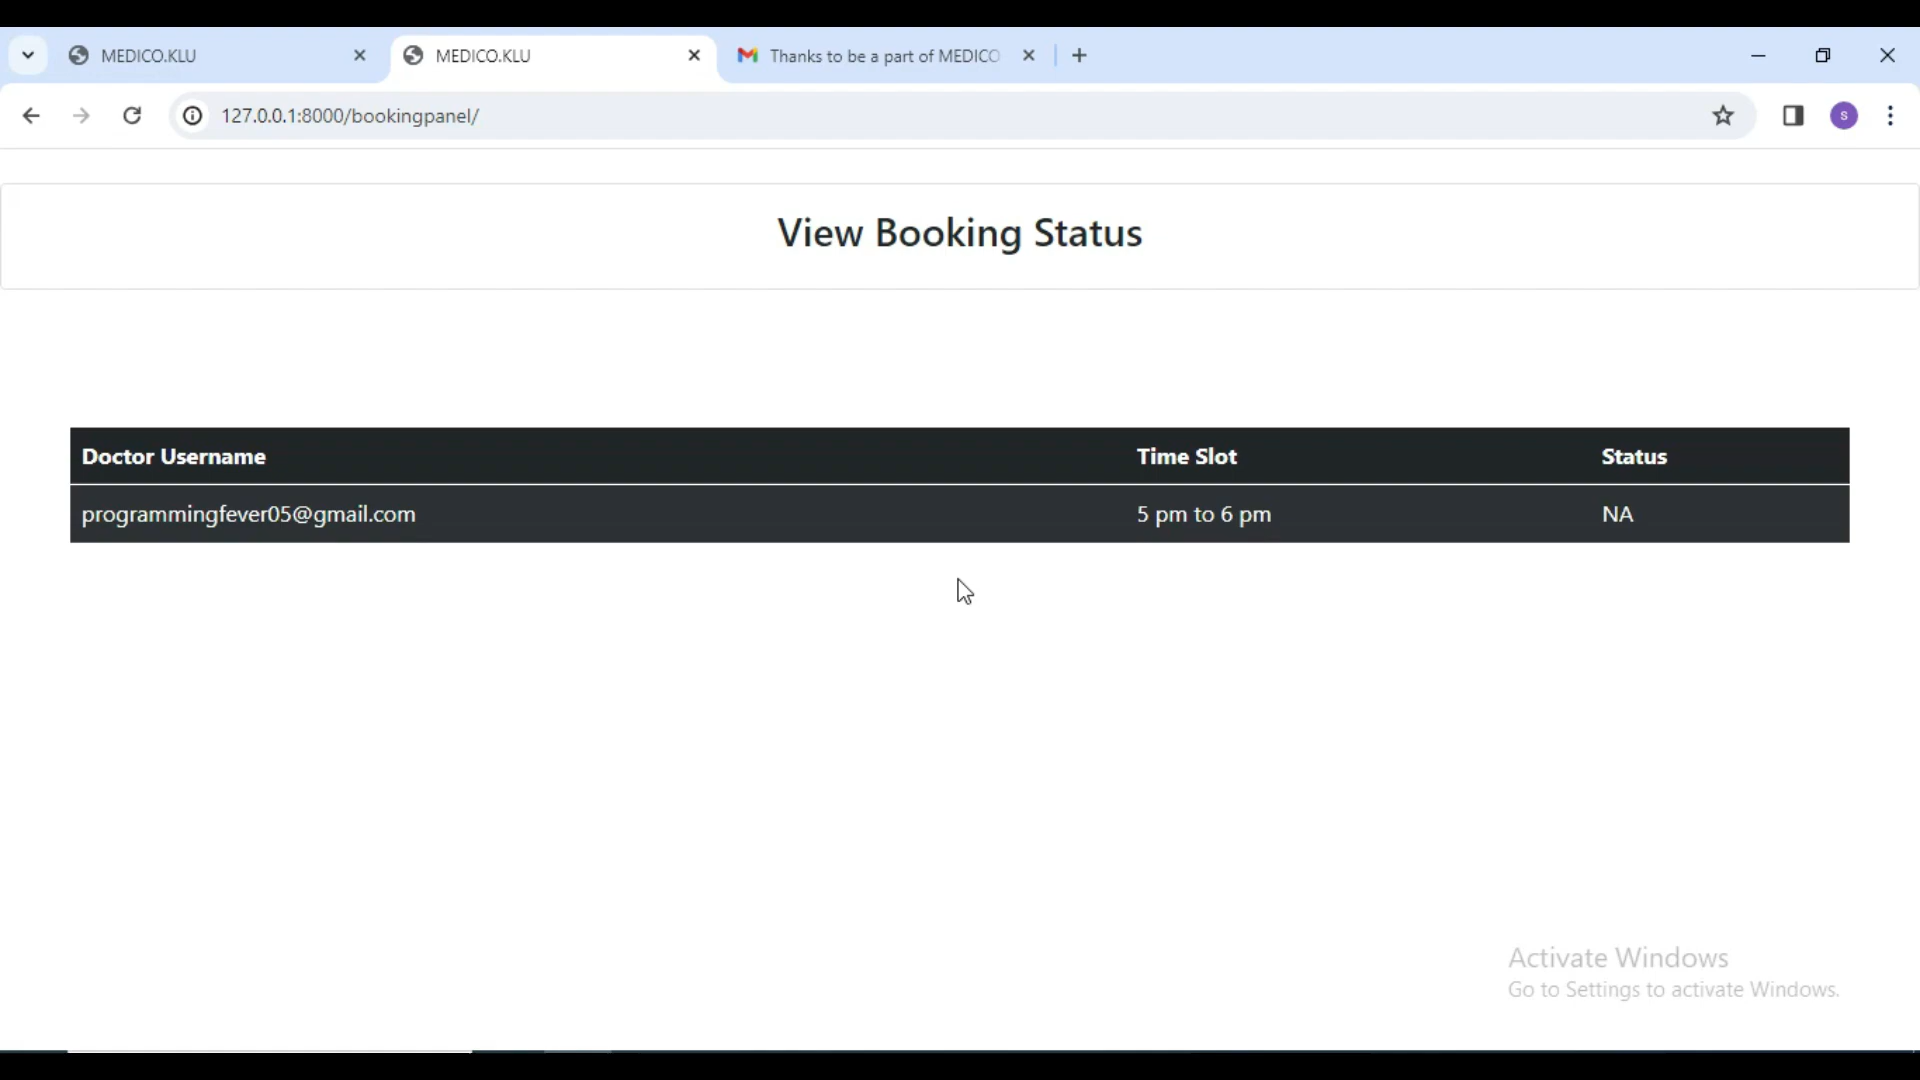 MEDICO.KLU
MEDICO.KLU
Thanks to be a part of MEDICO
S
127.0.0.1:8000/bookingpanel/
View Booking Status
Doctor Username Time Slot Status
programmingfever05@gmail.com 5 pm to 6 pm NA
Activate Windows
Go to Settings to activate Windows.